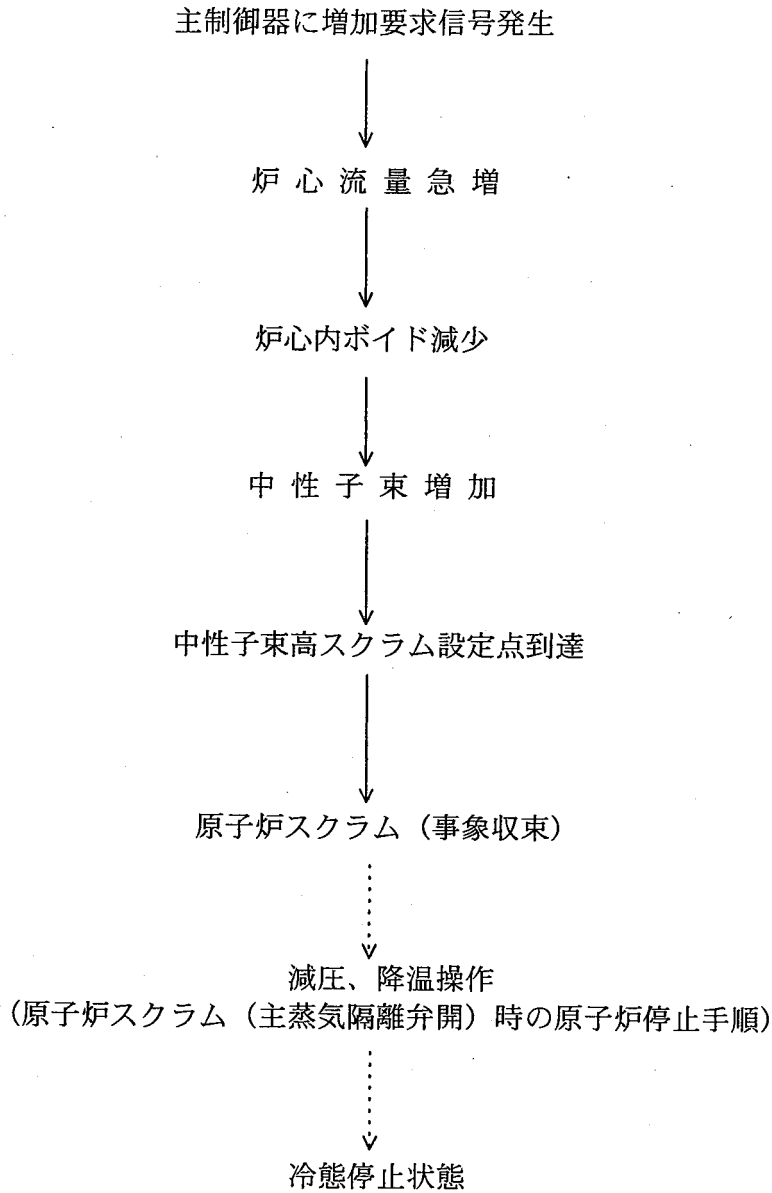 主制御器に増加要求信号発生
炉心流量急増
炉心内ボイド減少
中性子束増加
中性子束高スクラム設定点到達
原子炉スクラム（事象収束）
減圧、降温操作
（原子炉スクラム（主蒸気隔離弁開）時の原子炉停止手順）
冷態停止状態